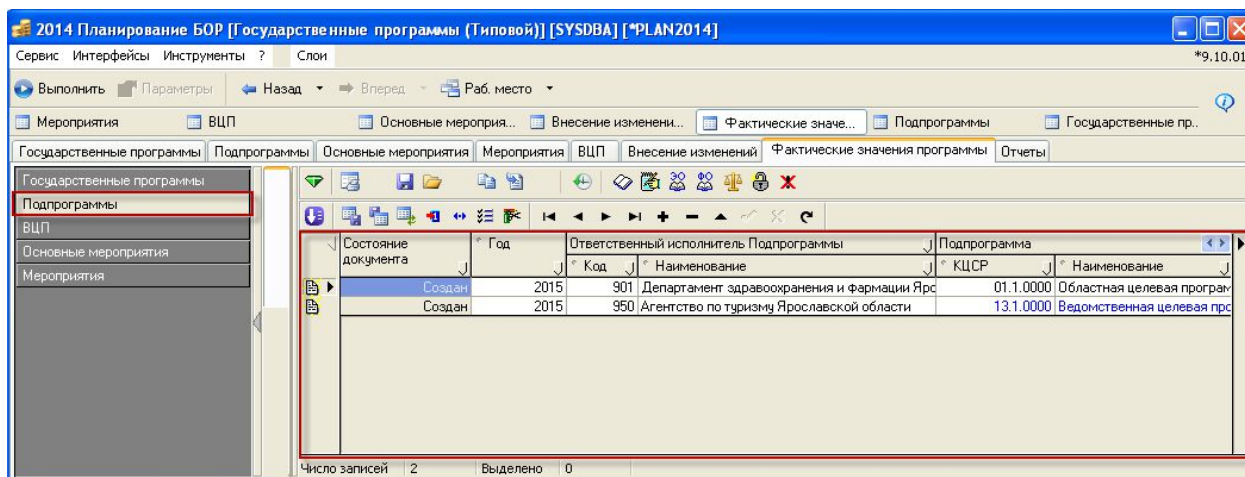 2014 Планирование БОР [Государственные программы (Типовой)] [SYSDBA] [*PLAN2014]
Сервис Интерфейсы Инструменты ? Слои *9.10.01
Выполнить Параметры Назад Вперед Раб. место
Мероприятия ВЦП Основные мероприя... Внесение изменени... Фактические значе... Подпрограммы Государственные пр..
Государственные программы Подпрограммы Основные мероприятия Мероприятия ВЦП Внесение изменений Фактические значения программы Отчеты
Государственные программы
Подпрограммы
ВЦП
Основные мероприятия
Мероприятия
Состояние документа Год Ответственный исполнитель Подпрограммы Подпрограмма
Код Наименование КЦСР Наименование
Создан 2015 901 Департамент здравоохранения и фармации Яро 01.1.0000 Областная целевая програм
Создан 2015 950 Агентство по туризму Ярославской области 13.1.0000 Ведомственная целевая про
Число записей 2 Выделено 0